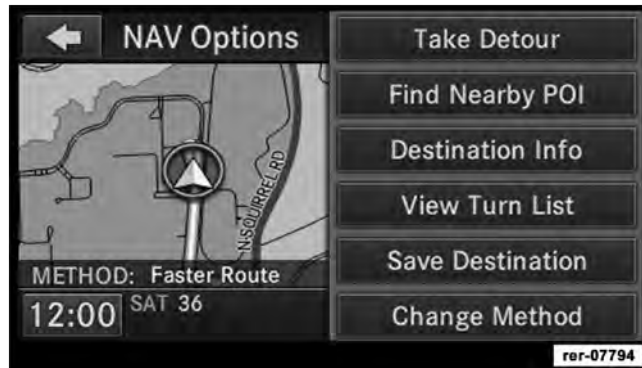 NAV Options
N·SQUIRREL RD
METHOD: Faster Route
12:00
SAT 36
Take Detour
Find Nearby POI
Destination Info
View Turn List
Save Destination
Change Method
rer-07794